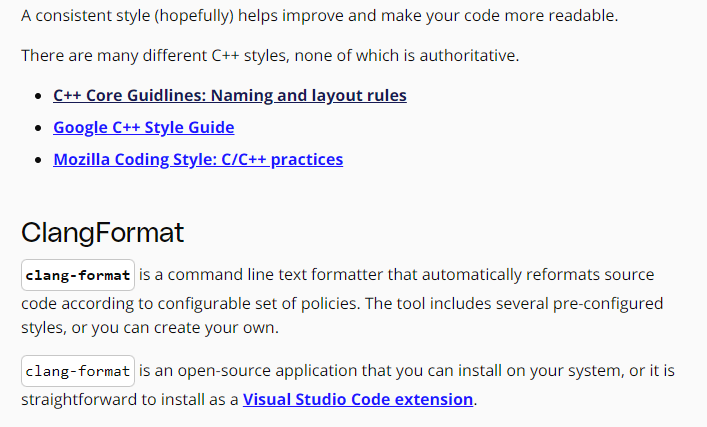 A consistent style (hopefully) helps improve and make your code more readable.
There are many different C++ styles, none of which is authoritative.
• C++ Core Guidlines: Naming and layout rules
• Google C++ Style Guide
• Mozilla Coding Style: C/C++ practices
ClangFormat
clang-format is a command line text formatter that automatically reformats source
code according to configurable set of policies. The tool includes several pre-configured
styles, or you can create your own.
clang-format is an open-source application that you can install on your system, or it is
straightforward to install as a Visual Studio Code extension.